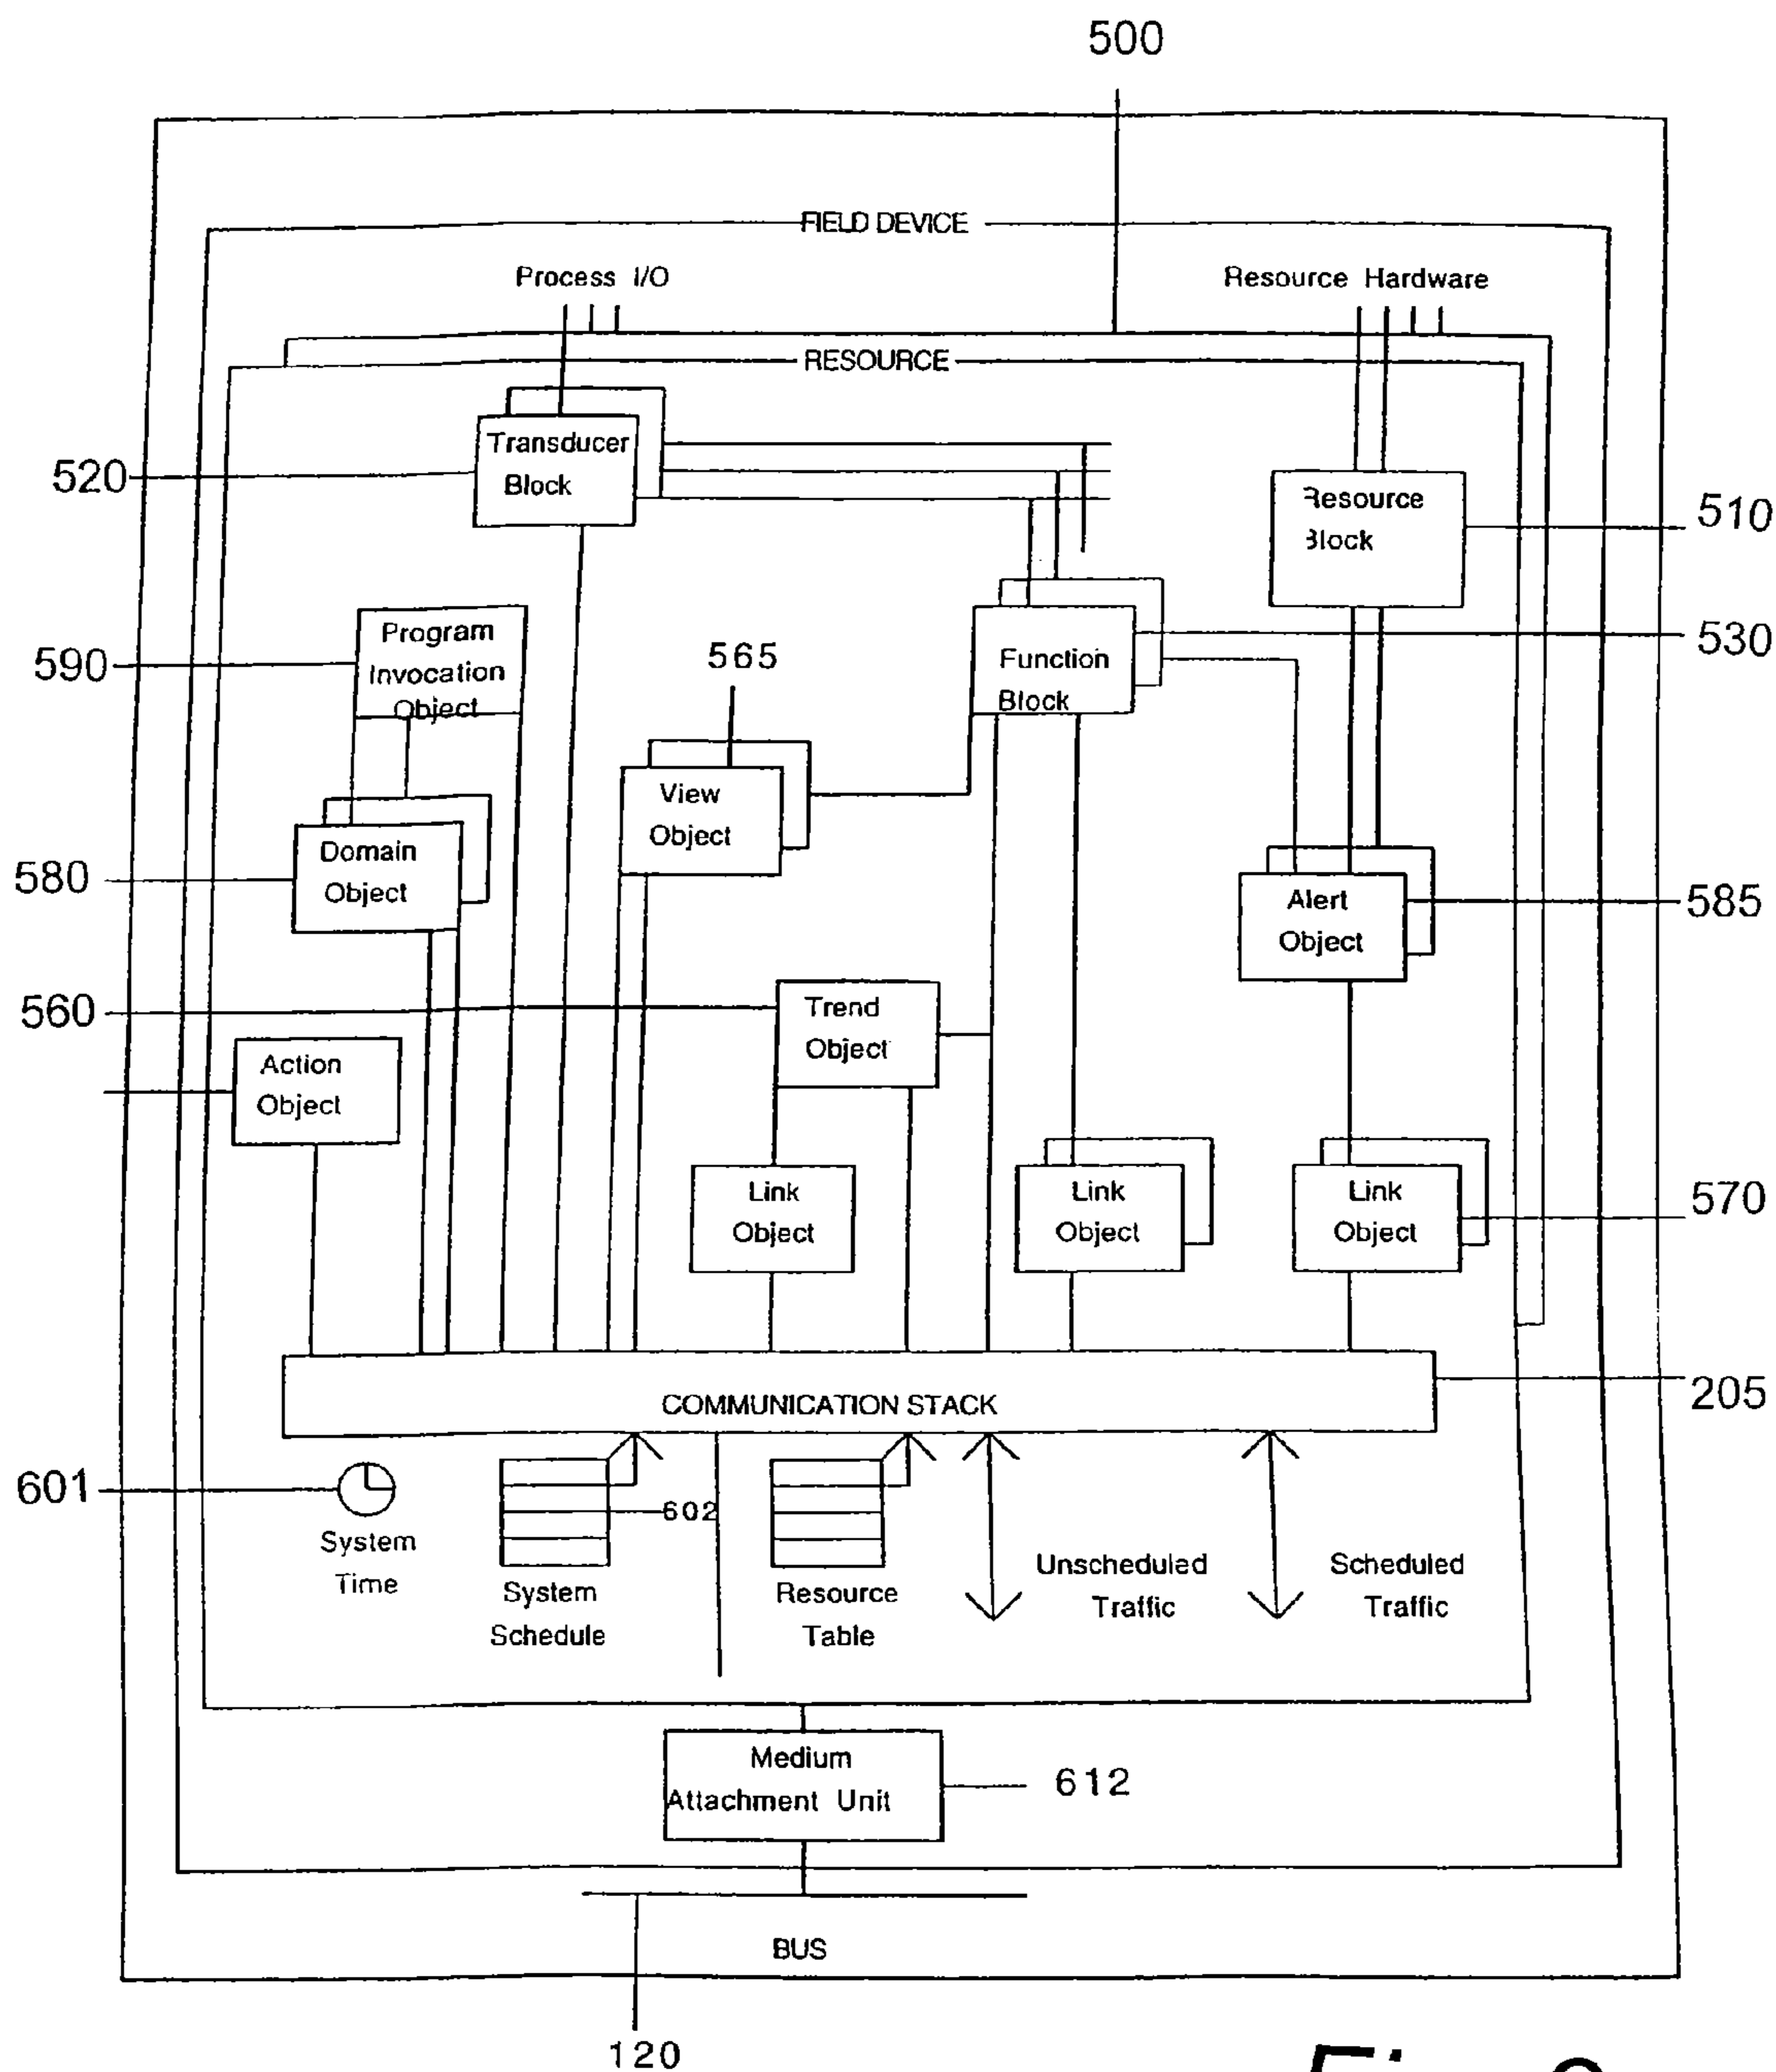 500
FIELD DEVICE
Process I/O
Resource Hardware
RESOURCE
Transducer
Block
520
Resource
Block
510
Program
Invocation
Object
590
565
Function
Block
530
View
Object
Domain
Object
580
Alert
Object
585
560
Trend
Object
Action
Object
Link
Object
Link
Object
Link
Object
570
COMMUNICATION STACK
205
601
System
Time
602
System
Schedule
Resource
Table
Unscheduled
Traffic
Scheduled
Traffic
Medium
Attachment Unit
612
BUS
120